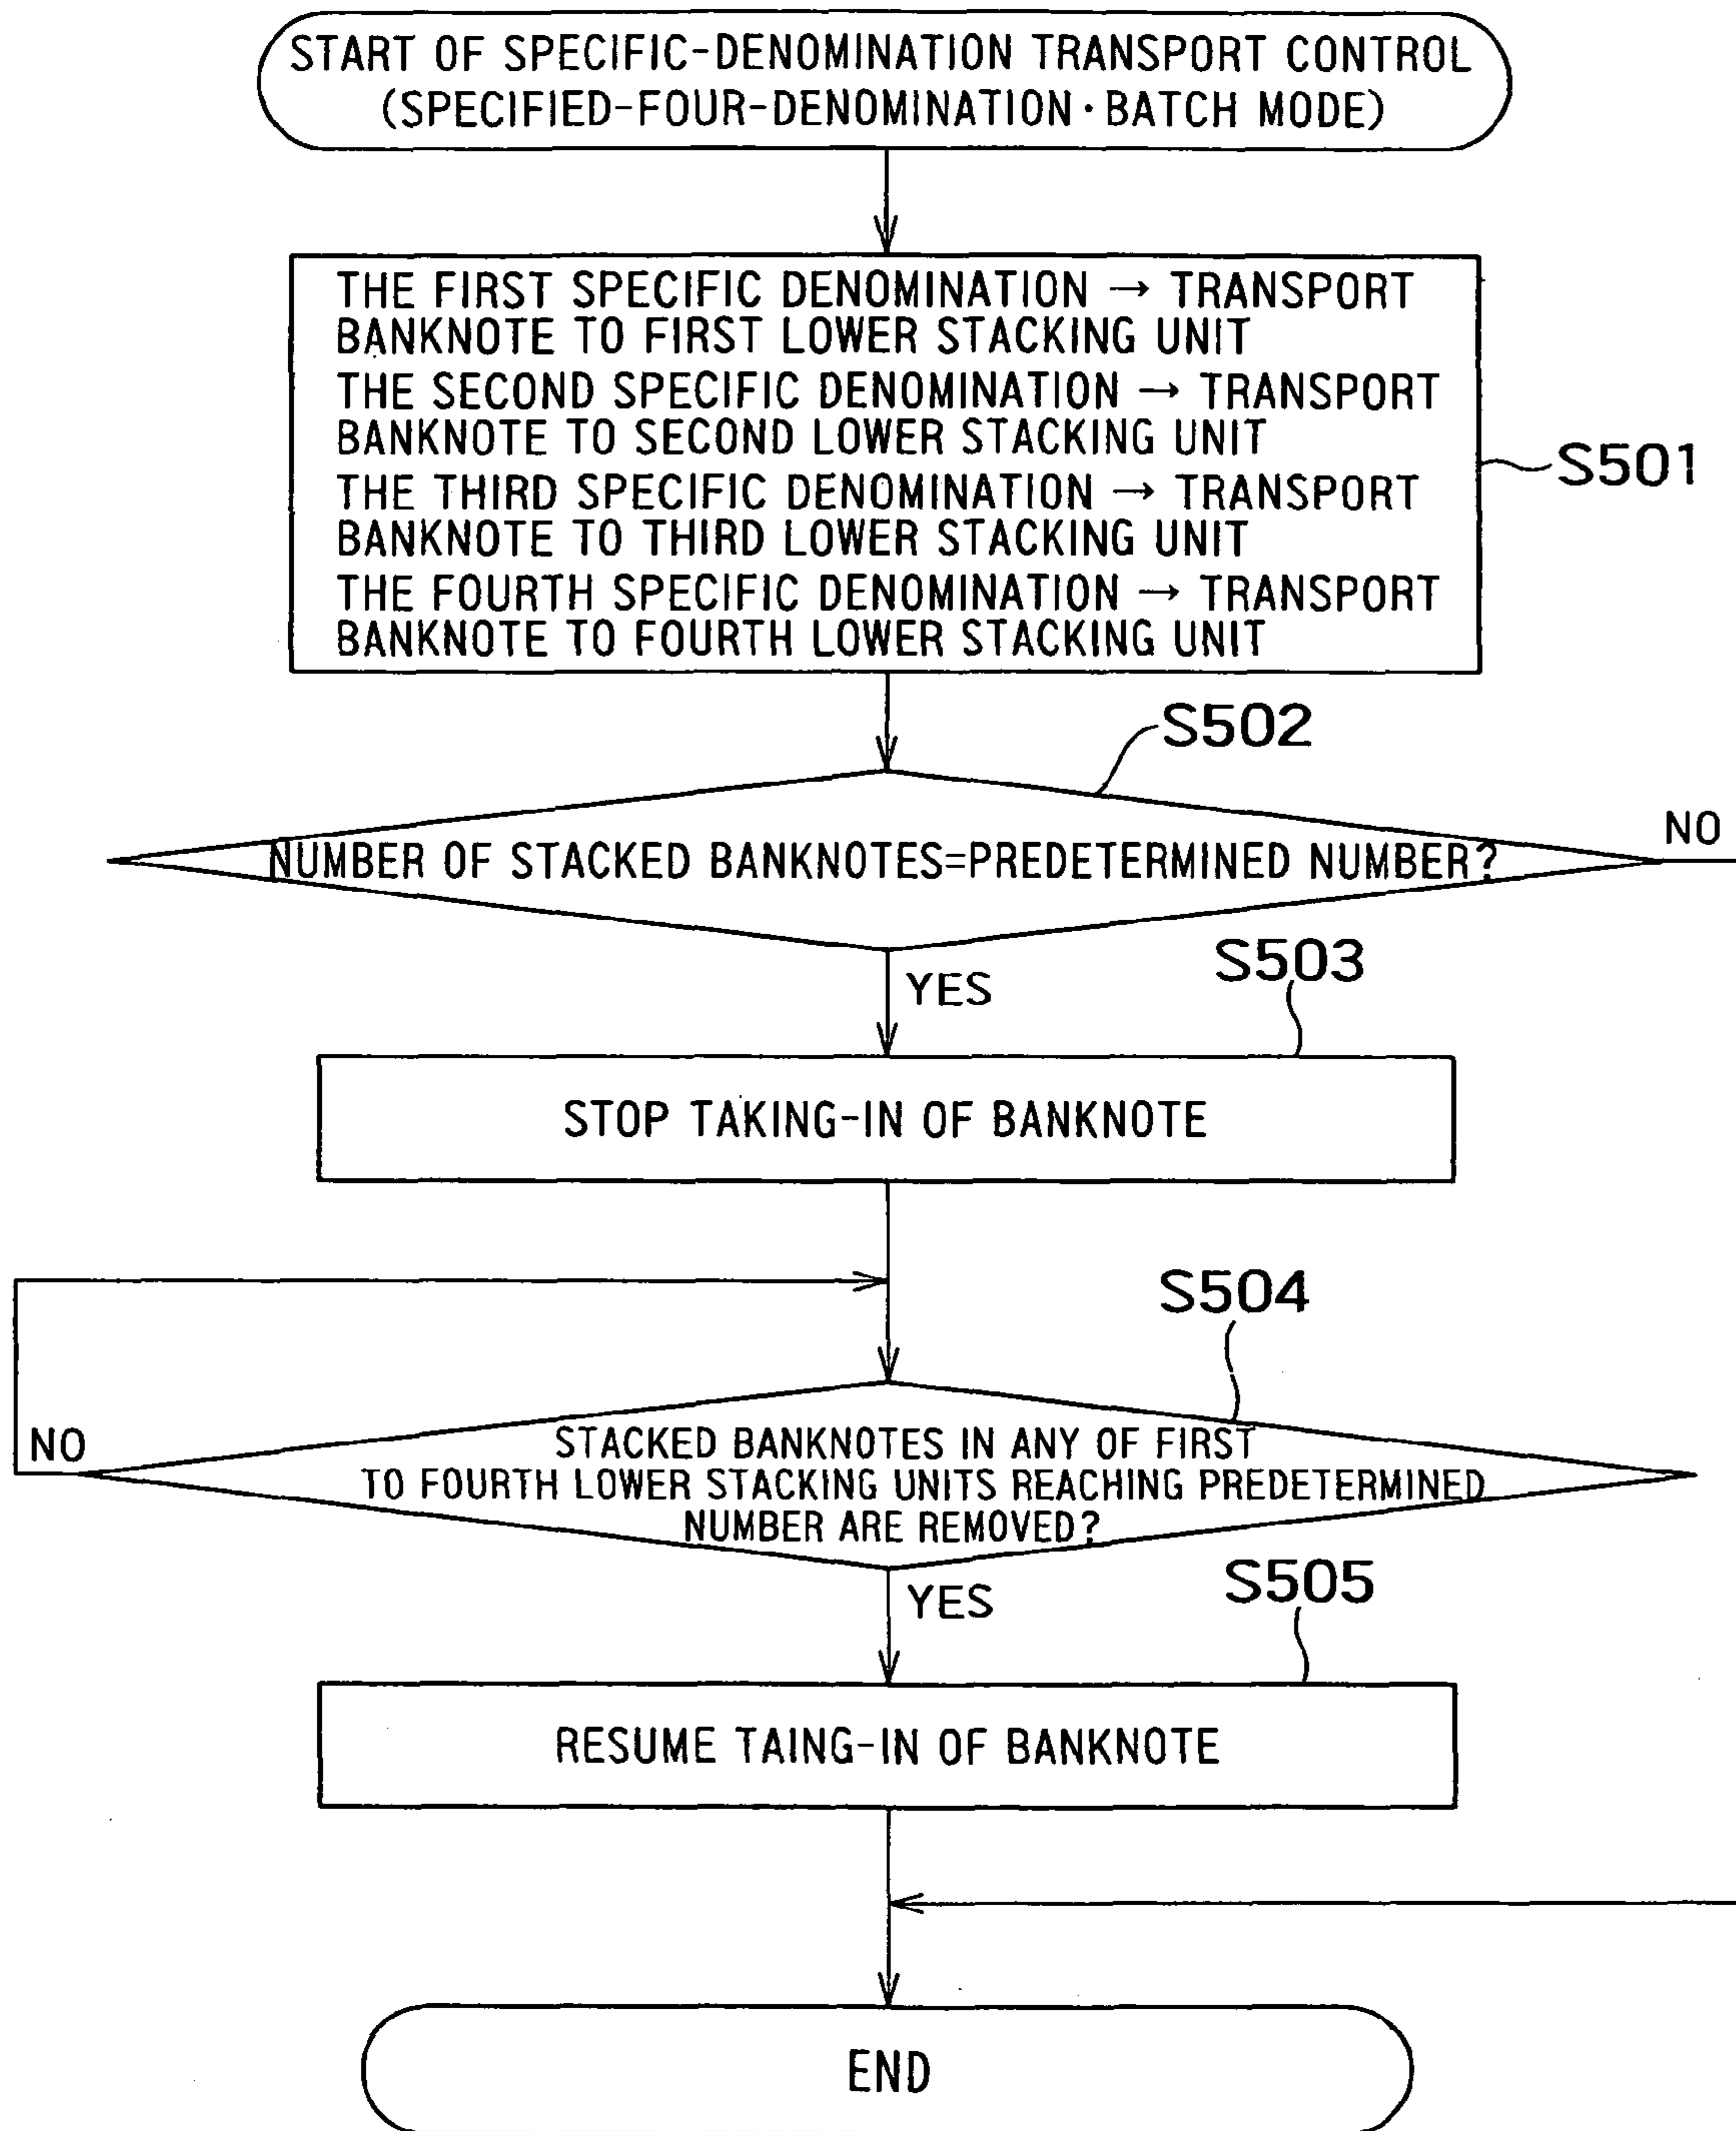 START OF SPECIFIC-DENOMINATION TRANSPORT CONTROL
(SPECIFIED-FOUR-DENOMINATION·BATCH MODE)
THE FIRST SPECIFIC DENOMINATION → TRANSPORT
BANKNOTE TO FIRST LOWER STACKING UNIT
THE SECOND SPECIFIC DENOMINATION → TRANSPORT
BANKNOTE TO SECOND LOWER STACKING UNIT
THE THIRD SPECIFIC DENOMINATION → TRANSPORT
BANKNOTE TO THIRD LOWER STACKING UNIT
THE FOURTH SPECIFIC DENOMINATION → TRANSPORT
BANKNOTE TO FOURTH LOWER STACKING UNIT
S501
S502
NO
NUMBER OF STACKED BANKNOTES=PREDETERMINED NUMBER?
YES
S503
STOP TAKING-IN OF BANKNOTE
S504
NO
STACKED BANKNOTES IN ANY OF FIRST
TO FOURTH LOWER STACKING UNITS REACHING PREDETERMINED
NUMBER ARE REMOVED?
YES
S505
RESUME TAING-IN OF BANKNOTE
END